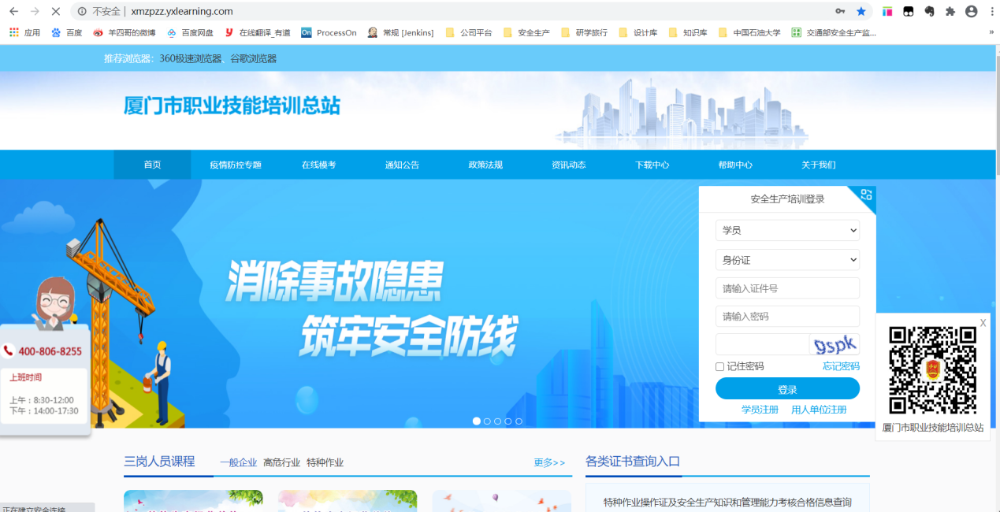 不安全 | xmzpzz.yxlearning.com
应用 百度 羊四哥的微博 百度网盘 在线翻译_有道 ProcessOn 常规 [Jenkins] 公司平台 安全生产 研学旅行 设计库 知识库 中国石油大学 交通部安全生产监... »
推荐浏览器：360极速浏览器、谷歌浏览器
厦门市职业技能培训总站
首页 疫情防控专题 在线模考 通知公告 政策法规 资讯动态 下载中心 帮助中心 关于我们
消除事故隐患
筑牢安全防线
安全生产培训登录
学员
身份证
请输入证件号
请输入密码
gspk
记住密码 忘记密码
登录
学员注册 用人单位注册
400-806-8255
上班时间
上午：8:30-12:00
下午：14:00-17:30
X
厦门市职业技能培训总站
三岗人员课程 一般企业 高危行业 特种作业 更多>>
各类证书查询入口
特种作业操作证及安全生产知识和管理能力考核合格信息查询
正在建立安全连接